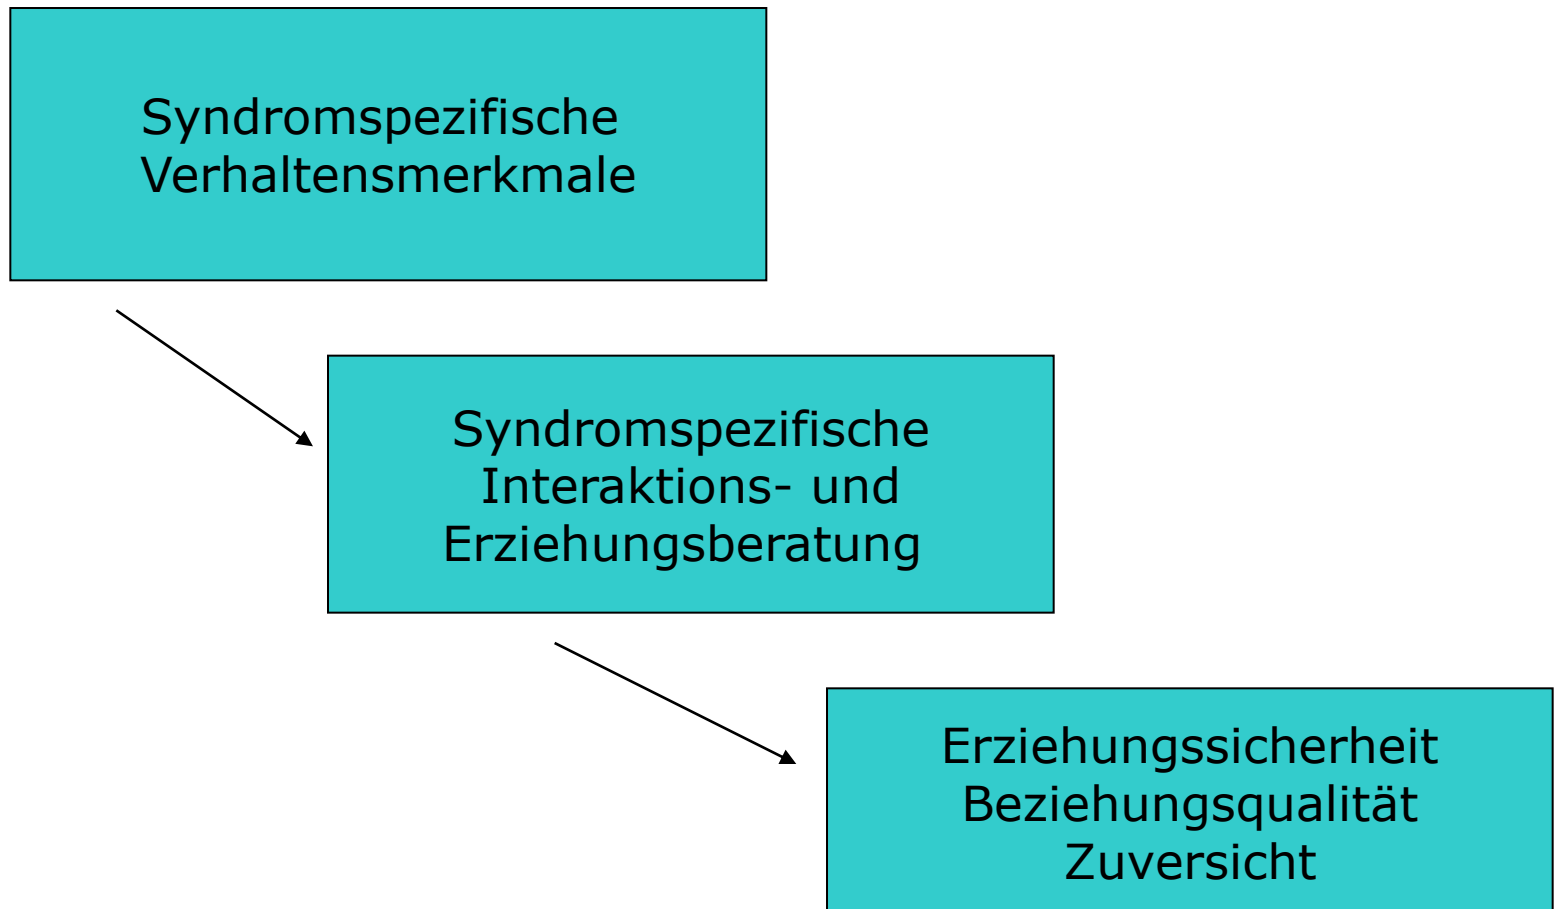 Syndromspezifische
Verhaltensmerkmale
Syndromspezifische
Interaktions- und
Erziehungsberatung
Erziehungssicherheit
Beziehungsqualität
Zuversicht